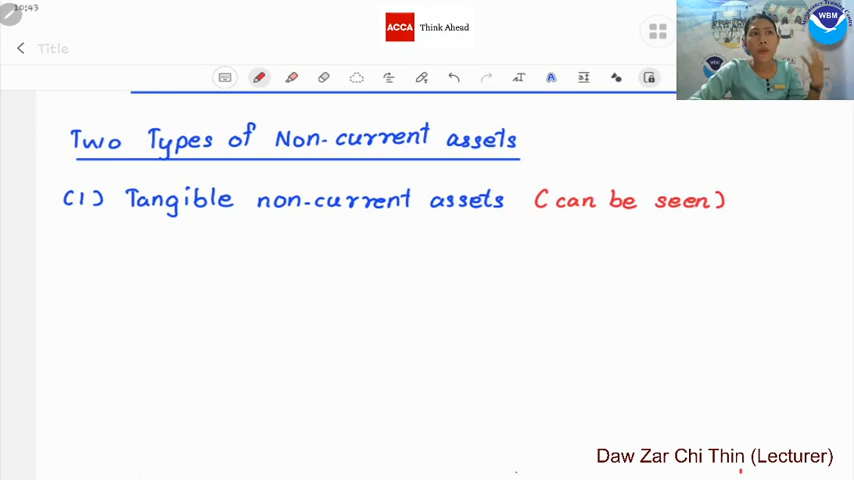 10:43
ACCA Think Ahead
WBM
Title
Two Types of Non-current assets
(1) Tangible non-current assets (can be seen)
Daw Zar Chi Thin (Lecturer)